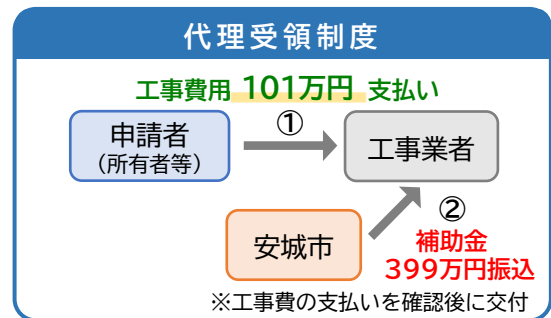 代理受領制度
工事費用 101万円 支払い
①
申請者
（所有者等）
工事業者
安城市
②
補助金
399万円振込
※工事費の支払いを確認後に交付